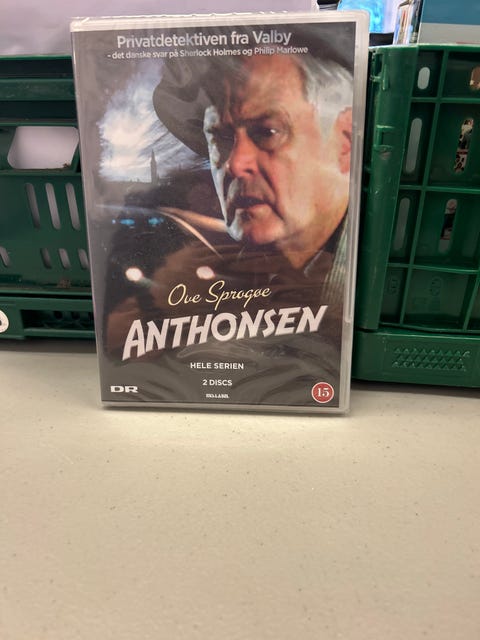 Privatdetektiven fra Valby
- det danske svar på Sherlock Holmes og Philip Marlowe
Ove Sprogøe
ANTHONSEN
HELE SERIEN
2 DISCS
DR
15